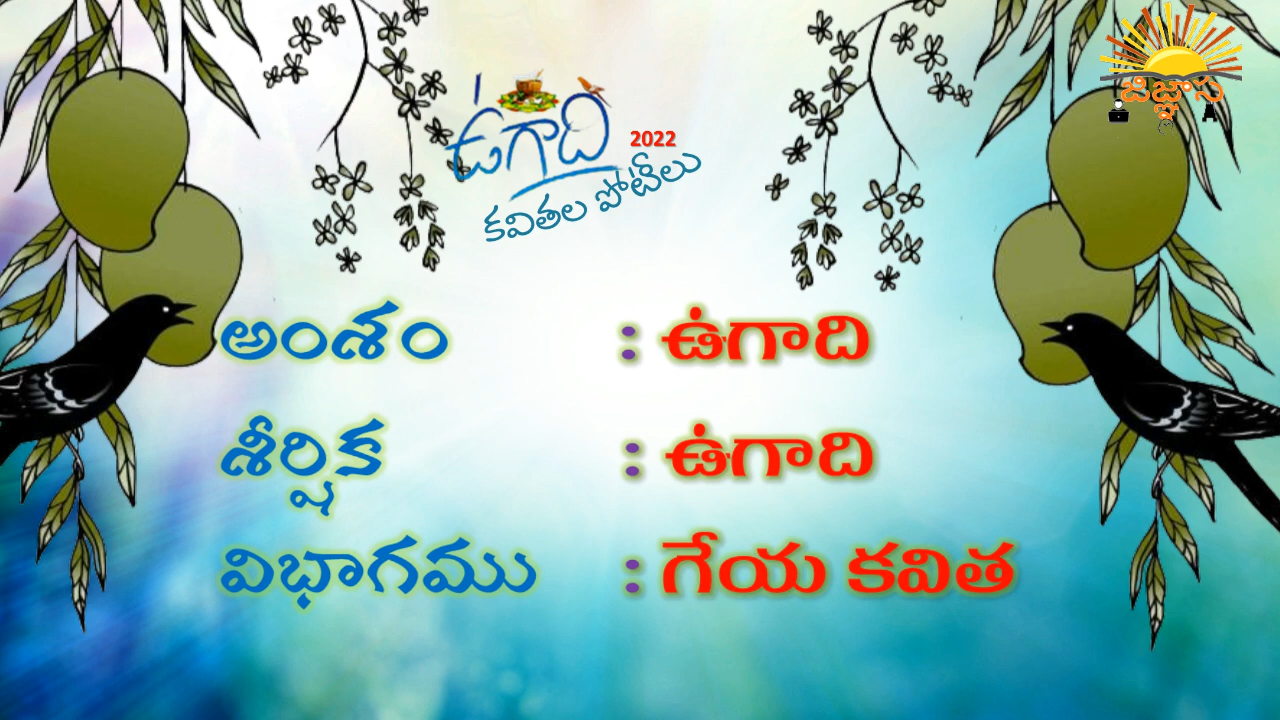 జిజ్ఞాస
ఉగాది 2022
కవితల పోటీలు
అంశం : ఉగాది
శీర్షిక : ఉగాది
విభాగము : గేయ కవిత